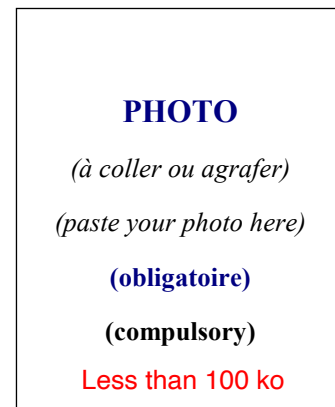 PHOTO
(à coller ou agrafer)
(paste your photo here)
(obligatoire)
(compulsory)
Less than 100 ko